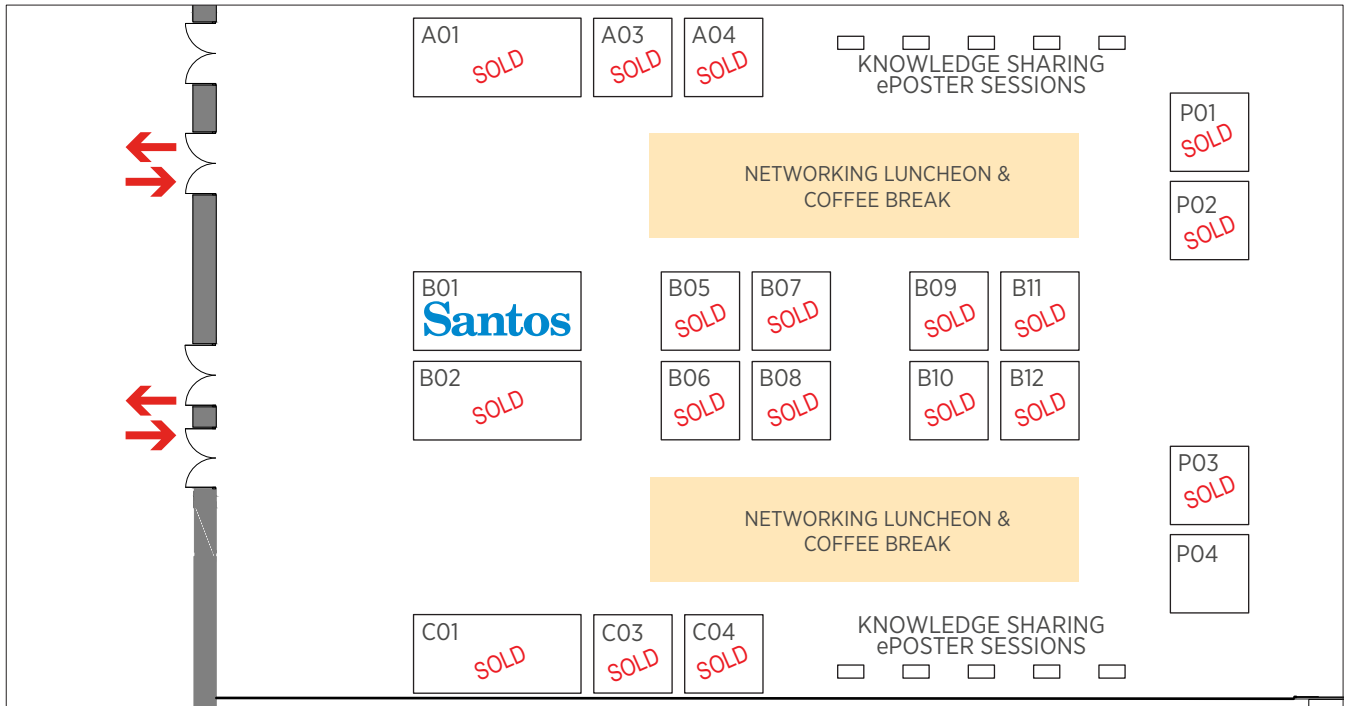 A01
SOLD
A03
SOLD
A04
SOLD
KNOWLEDGE SHARING
ePOSTER SESSIONS
P01
SOLD
NETWORKING LUNCHEON &
COFFEE BREAK
P02
SOLD
B01
Santos
B05
SOLD
B07
SOLD
B09
SOLD
B11
SOLD
B02
SOLD
B06
SOLD
B08
SOLD
B10
SOLD
B12
SOLD
P03
SOLD
NETWORKING LUNCHEON &
COFFEE BREAK
P04
C01
SOLD
C03
SOLD
C04
SOLD
KNOWLEDGE SHARING
ePOSTER SESSIONS